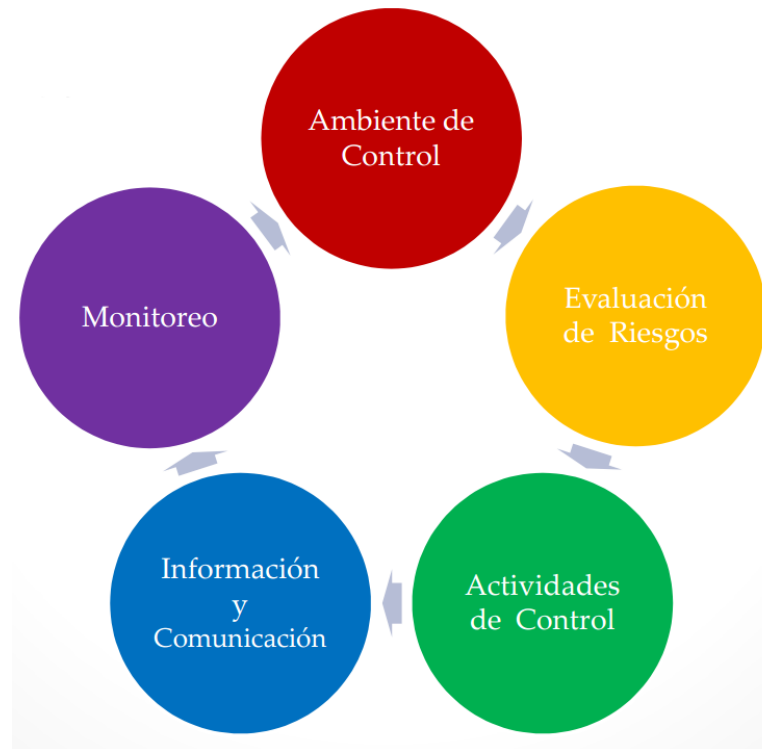 Ambiente de
Control
Evaluación
de Riesgos
Actividades
de Control
Información
y
Comunicación
Monitoreo